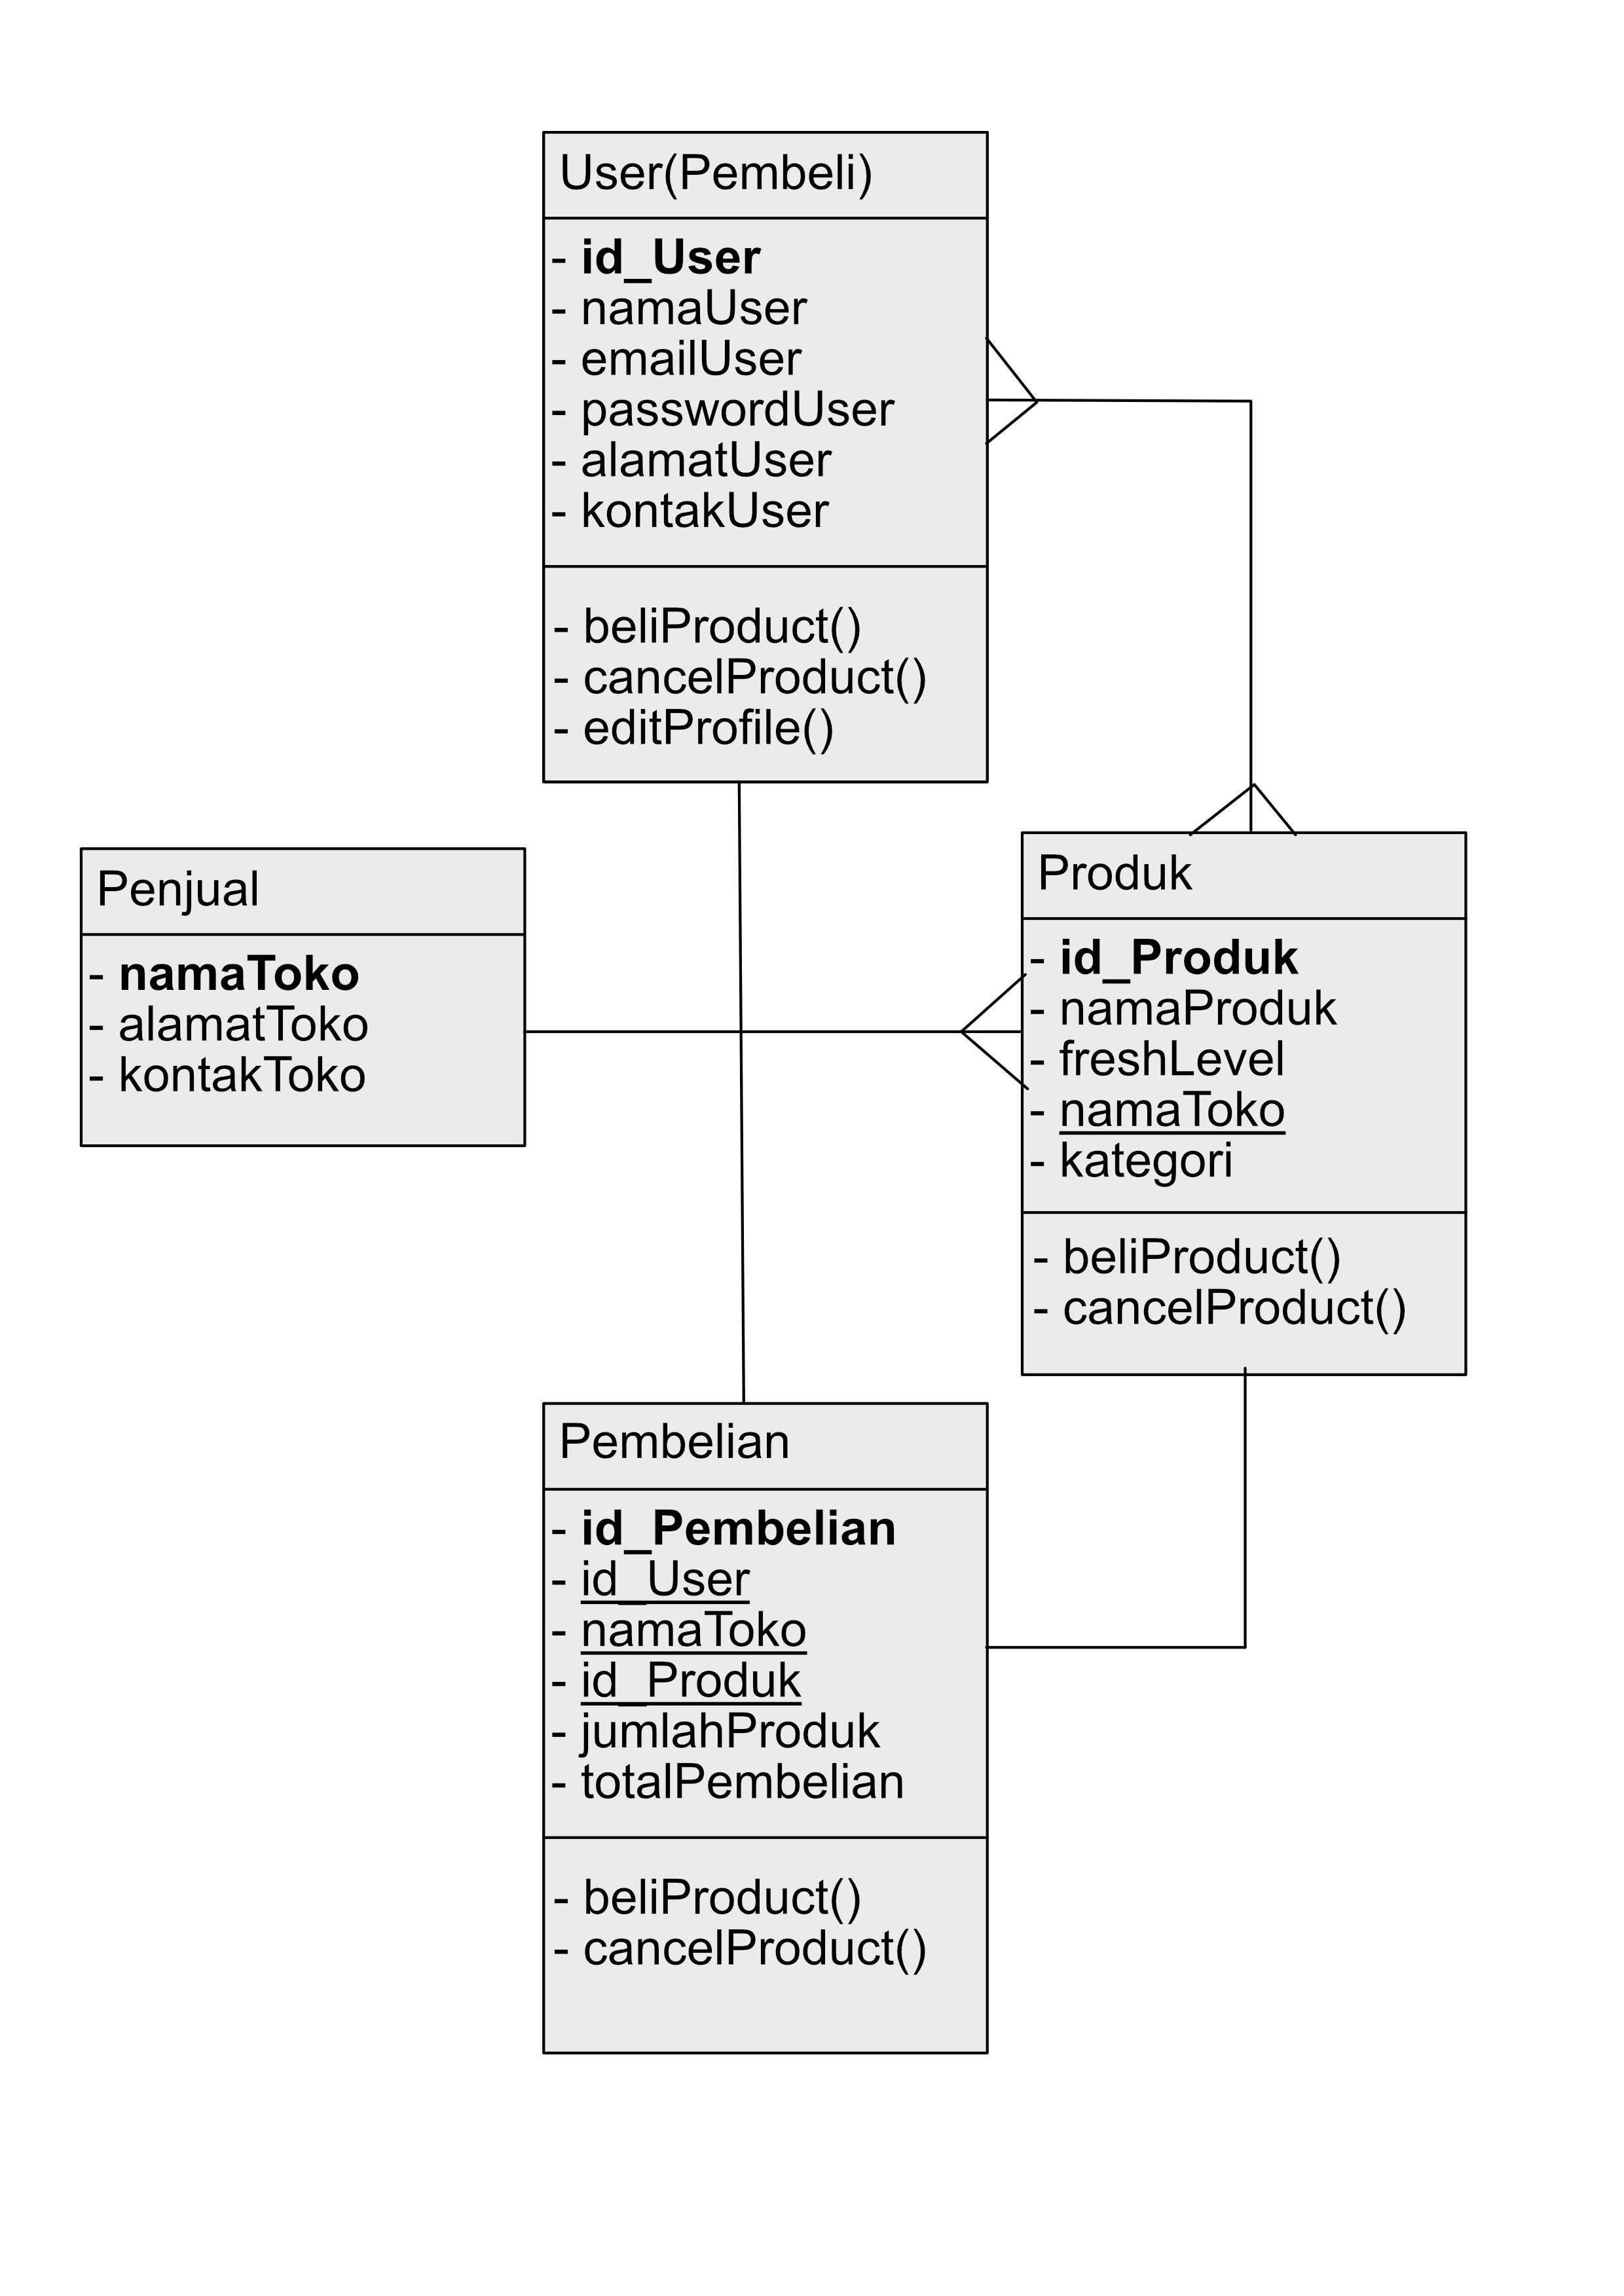 User(Pembeli)
- id_User
- namaUser
- emailUser
- passwordUser
- alamatUser
- kontakUser
- beliProduct()
- cancelProduct()
- editProfile()
Penjual
- namaToko
- alamatToko
- kontakToko
Produk
- id_Produk
- namaProduk
- freshLevel
- namaToko
- kategori
- beliProduct()
- cancelProduct()
Pembelian
- id_Pembelian
- id_User
- namaToko
- id_Produk
- jumlahProduk
- totalPembelian
- beliProduct()
- cancelProduct()